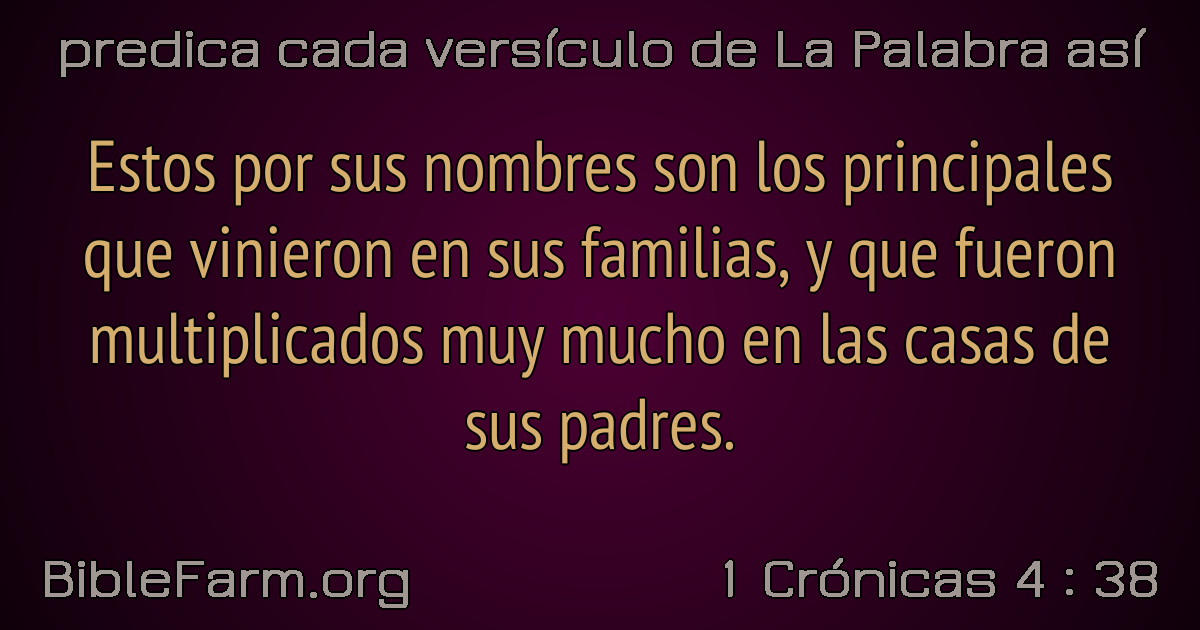 predica cada versículo de La Palabra así
Estos por sus nombres son los principales
que vinieron en sus familias, y que fueron
multiplicados muy mucho en las casas de
sus padres.
BibleFarm.org
1 Crónicas 4 : 38